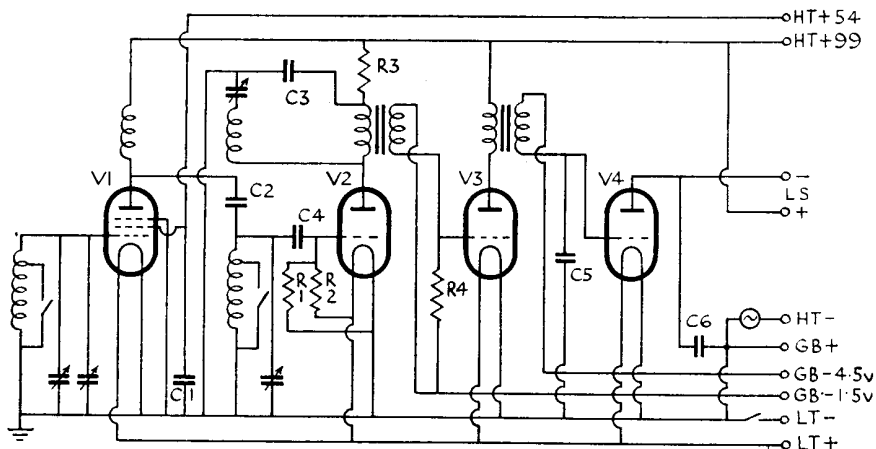 HT+54
HT+99
R3
C3
V1
V2
V3
V4
C2
C4
R1
R2
R4
C5
C1
C6
−
LS
+
HT−
GB+
GB−4·5v
GB−1·5v
LT−
LT+